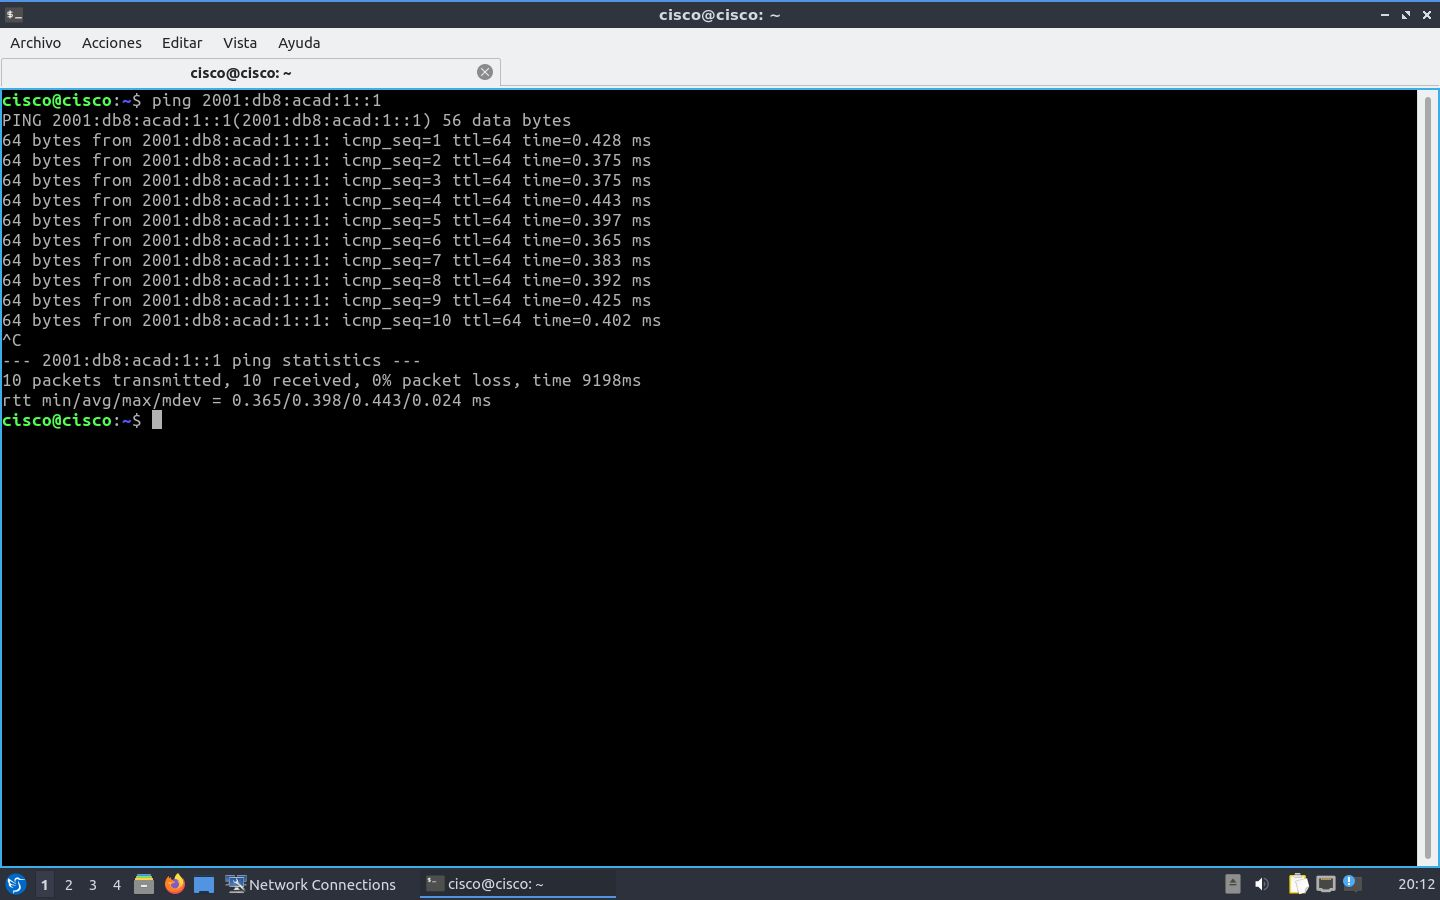 cisco@cisco: ~
Archivo Acciones Editar Vista Ayuda
cisco@cisco: ~
cisco@cisco:~$ ping 2001:db8:acad:1::1
PING 2001:db8:acad:1::1(2001:db8:acad:1::1) 56 data bytes
64 bytes from 2001:db8:acad:1::1: icmp_seq=1 ttl=64 time=0.428 ms
64 bytes from 2001:db8:acad:1::1: icmp_seq=2 ttl=64 time=0.375 ms
64 bytes from 2001:db8:acad:1::1: icmp_seq=3 ttl=64 time=0.375 ms
64 bytes from 2001:db8:acad:1::1: icmp_seq=4 ttl=64 time=0.443 ms
64 bytes from 2001:db8:acad:1::1: icmp_seq=5 ttl=64 time=0.397 ms
64 bytes from 2001:db8:acad:1::1: icmp_seq=6 ttl=64 time=0.365 ms
64 bytes from 2001:db8:acad:1::1: icmp_seq=7 ttl=64 time=0.383 ms
64 bytes from 2001:db8:acad:1::1: icmp_seq=8 ttl=64 time=0.392 ms
64 bytes from 2001:db8:acad:1::1: icmp_seq=9 ttl=64 time=0.425 ms
64 bytes from 2001:db8:acad:1::1: icmp_seq=10 ttl=64 time=0.402 ms
^C
--- 2001:db8:acad:1::1 ping statistics ---
10 packets transmitted, 10 received, 0% packet loss, time 9198ms
rtt min/avg/max/mdev = 0.365/0.398/0.443/0.024 ms
cisco@cisco:~$
1 2 3 4 Network Connections cisco@cisco: ~ 20:12